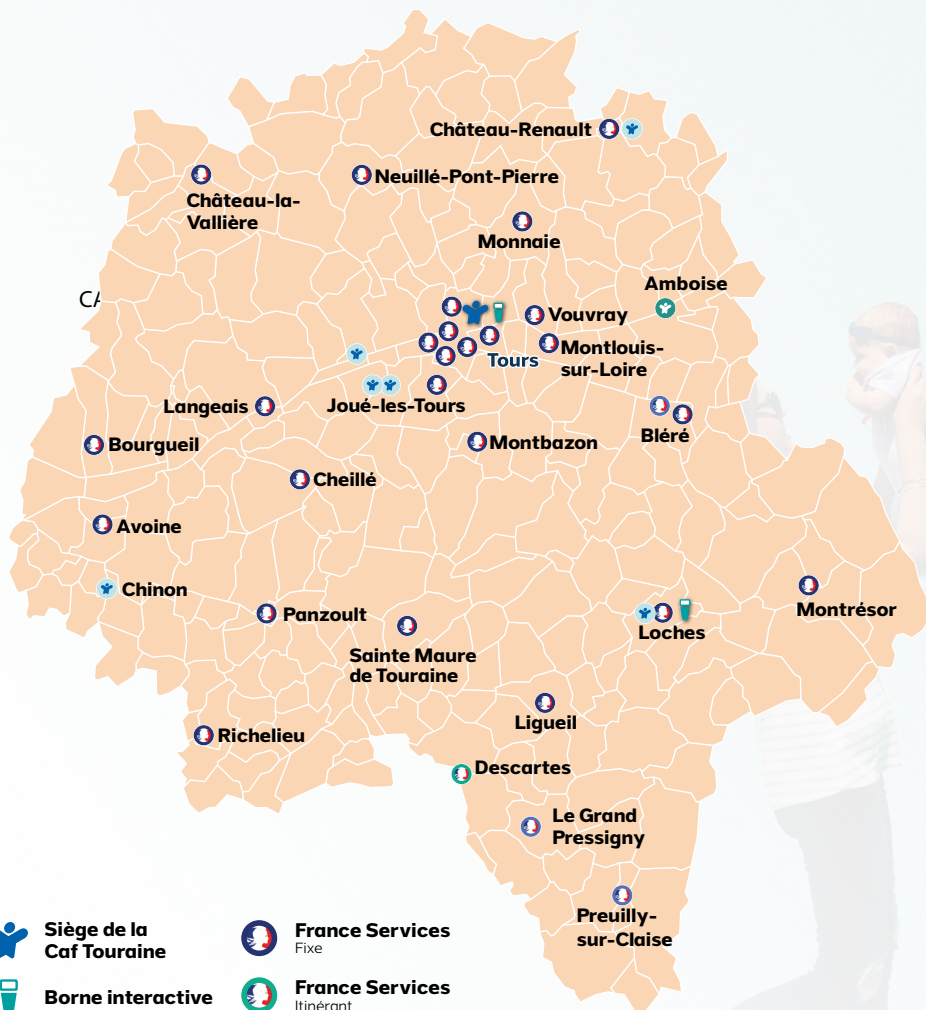 Château-Renault
Neuillé-Pont-Pierre
Château-la-
Vallière
Monnaie
Amboise
CA
Vouvray
Montlouis-
sur-Loire
Tours
Langeais
Joué-les-Tours
Bléré
Bourgueil
Montbazon
Cheillé
Avoine
Chinon
Panzoult
Montrésor
Loches
Sainte Maure
de Touraine
Ligueil
Richelieu
Descartes
Le Grand
Pressigny
Preuilly-
sur-Claise
Siège de la
Caf Touraine
France Services
Fixe
Borne interactive
France Services
Itinérant